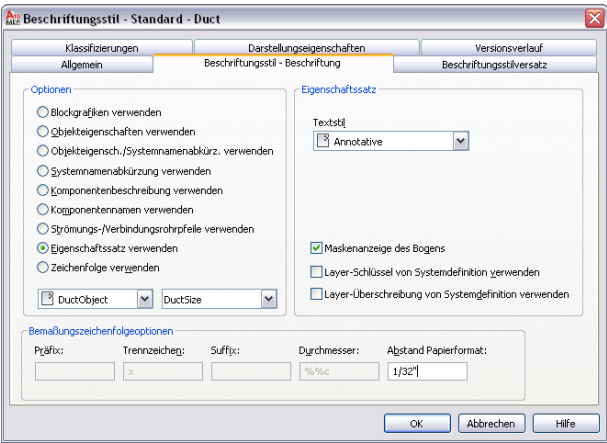 Beschriftungsstil - Standard - Duct
Klassifizierungen
Darstellungseigenschaften
Versionsverlauf
Allgemein
Beschriftungsstil - Beschriftung
Beschriftungsstilversatz
Optionen
Blockgrafiken verwenden
Objekteigenschaften verwenden
Objekteigensch./Systemnamenabkürz. verwenden
Systemnamenabkürzung verwenden
Komponentenbeschreibung verwenden
Komponentennamen verwenden
Strömungs-/Verbindungsrohrpfeile verwenden
Eigenschaftssatz verwenden
Zeichenfolge verwenden
DuctObject
DuctSize
Eigenschaftssatz
Textstil
Annotative
Maskenanzeige des Bogens
Layer-Schlüssel von Systemdefinition verwenden
Layer-Überschreibung von Systemdefinition verwenden
Bemaßungszeichenfolgeoptionen
Präfix:
Trennzeichen:
Suffix:
Durchmesser:
Abstand Papierformat:
x
%%c
1/32"
OK
Abbrechen
Hilfe